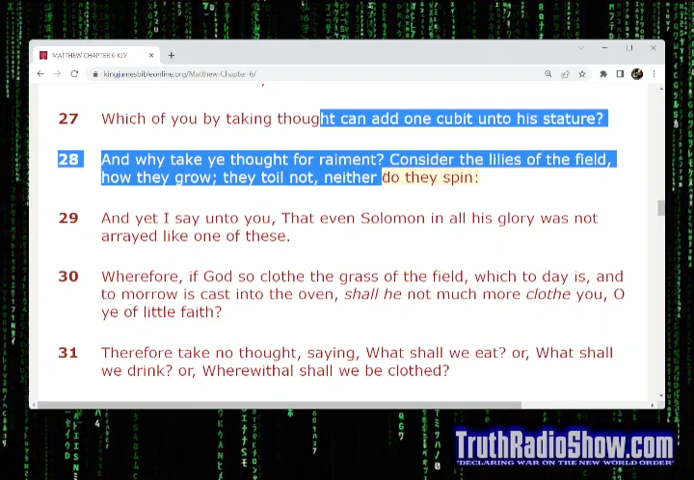 MATTHEW CHAPTER 6 KJV
kingjamesbibleonline.org/Matthew-Chapter-6/
27 Which of you by taking thought can add one cubit unto his stature?
28 And why take ye thought for raiment? Consider the lilies of the field,
how they grow; they toil not, neither do they spin:
29 And yet I say unto you, That even Solomon in all his glory was not
arrayed like one of these.
30 Wherefore, if God so clothe the grass of the field, which to day is, and
to morrow is cast into the oven, shall he not much more clothe you, O
ye of little faith?
31 Therefore take no thought, saying, What shall we eat? or, What shall
we drink? or, Wherewithal shall we be clothed?
TruthRadioShow.com
"DECLARING WAR ON THE NEW WORLD ORDER"